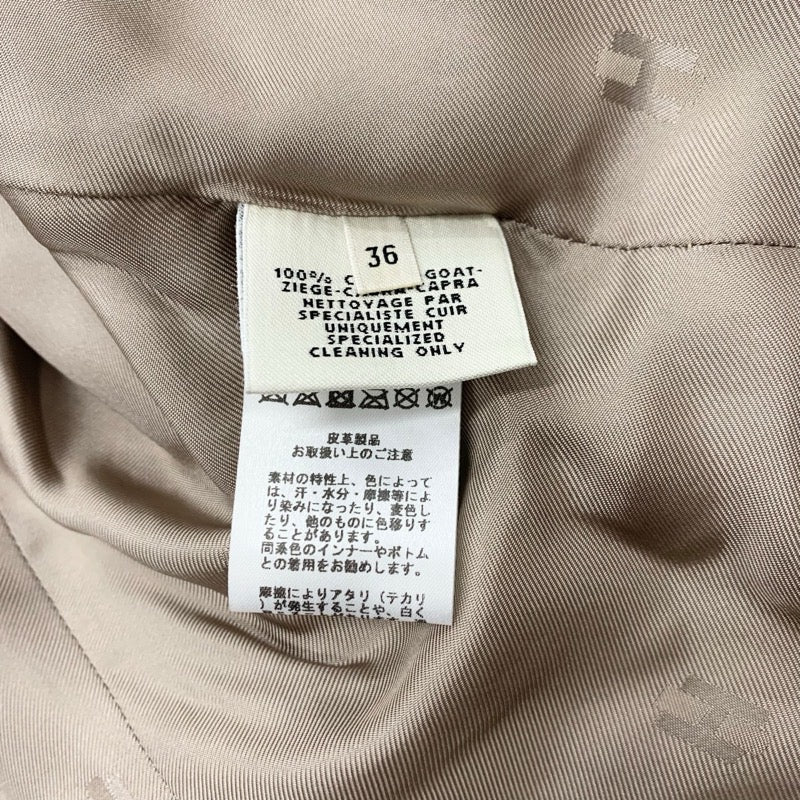 36
100% GOAT-
ZIEGE-CABRA-CAPRA
NETTOYAGE PAR
SPECIALISTE CUIR
UNIQUEMENT
SPECIALIZED
CLEANING ONLY
皮革製品
お取扱い上のご注意
素材の特性上、色によって
は、汗・水分・摩擦等によ
り染みになったり、変色し
たり、他のものに色移りす
ることがあります。
同系色のインナーやボトム
との着用をお勧めします。
摩擦によりアタリ（テカリ
）が発生することや、白く